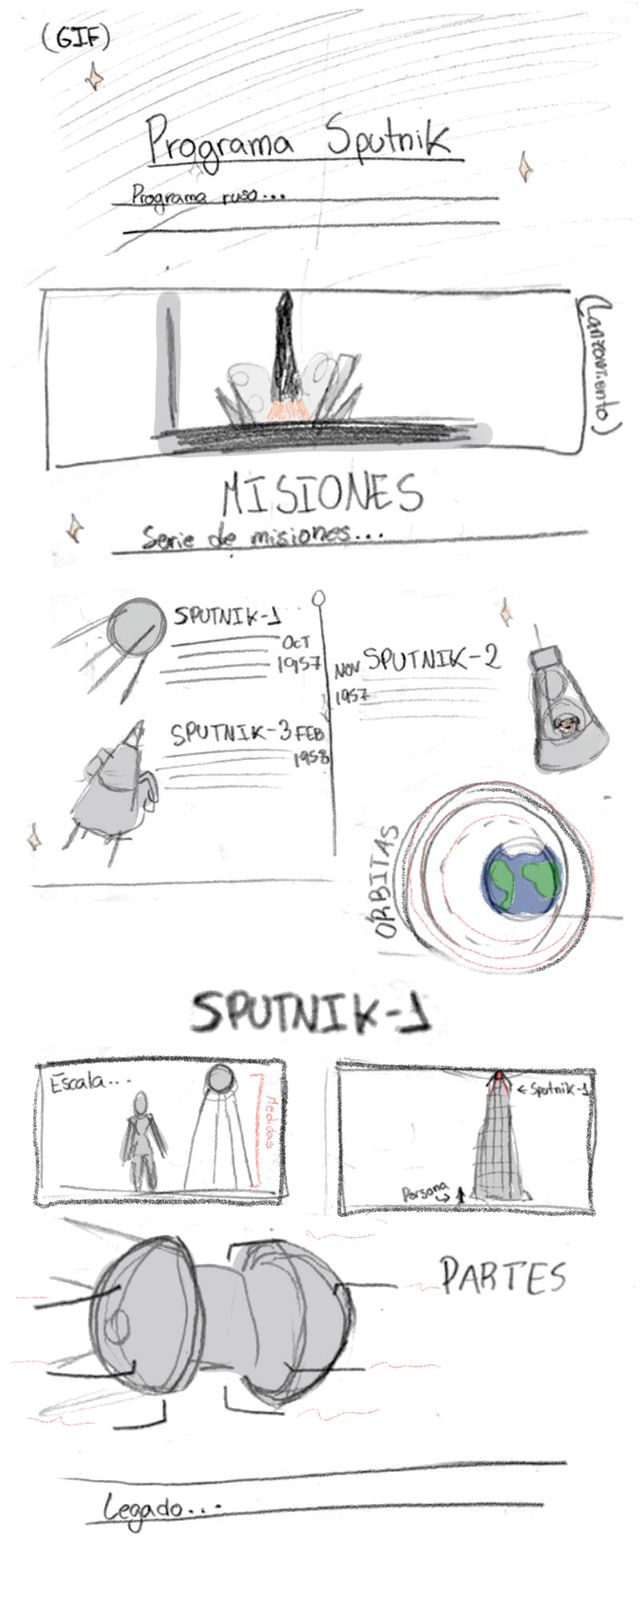 (GIF)
Programa Sputnik
Programa ruso...
(Lanzamiento)
MISIONES
Serie de misiones...
SPUTNIK-1
OCT
1957
NOV SPUTNIK-2
1957
SPUTNIK-3 FEB
1958
ÓRBITAS
SPUTNIK-1
Escala...
Medidas
← Sputnik-1
Persona
→
PARTES
Legado...